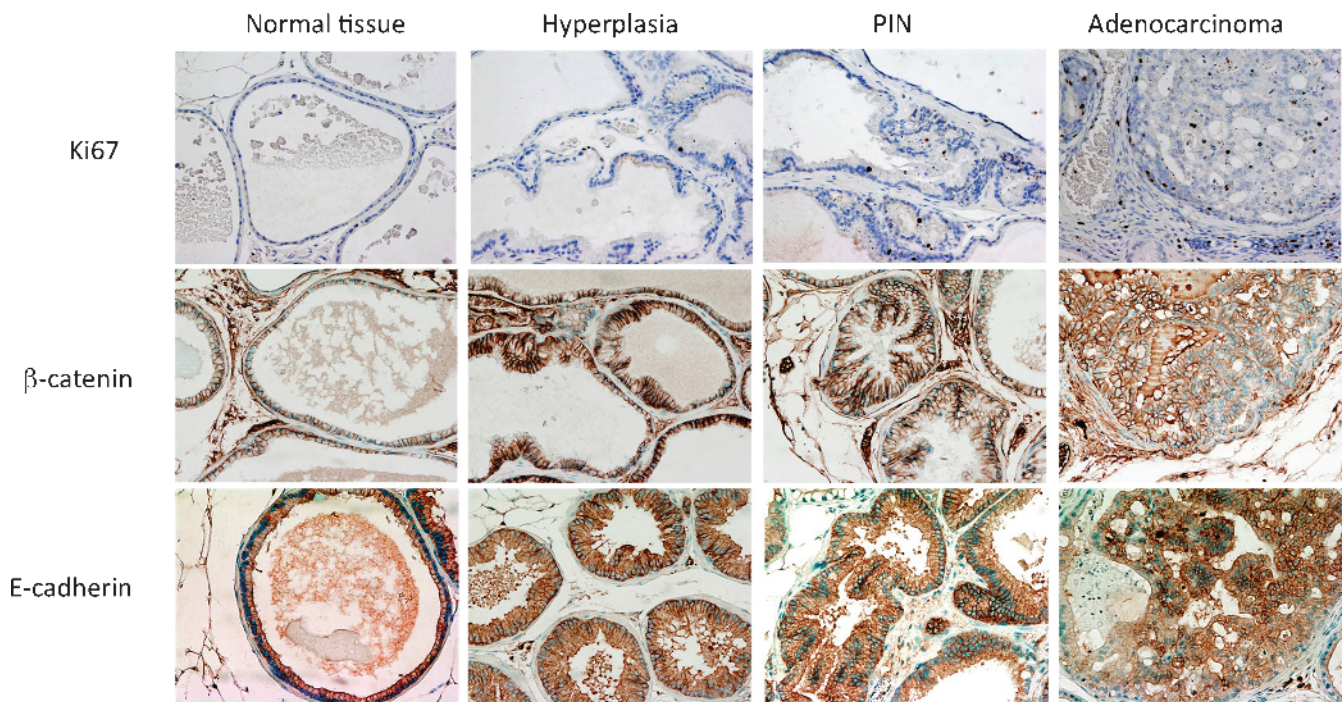 Normal tissue Hyperplasia PIN Adenocarcinoma
Ki67
β-catenin
E-cadherin